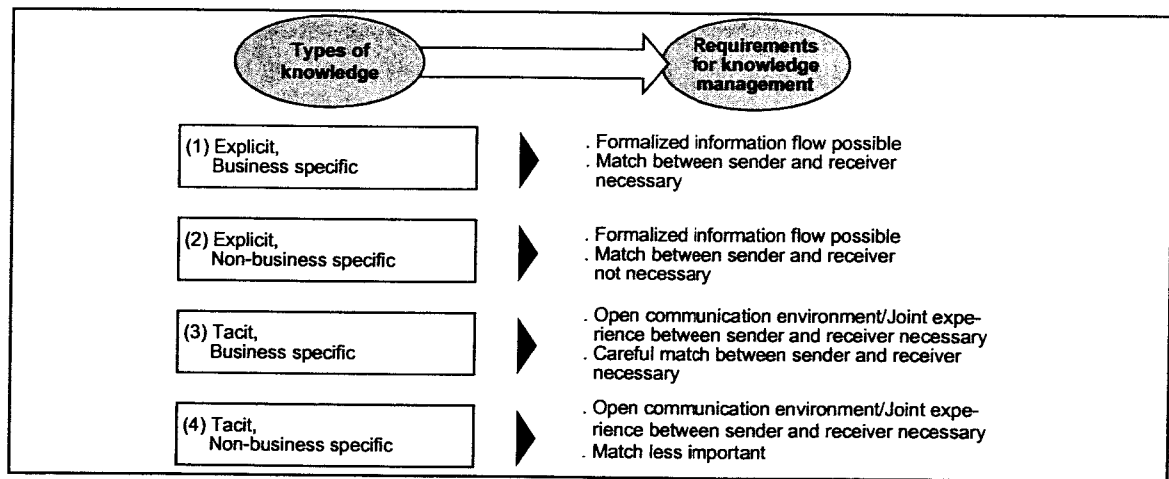 Types of
knowledge
Requirements
for knowledge
management
(1) Explicit,
Business specific
. Formalized information flow possible
. Match between sender and receiver
necessary
(2) Explicit,
Non-business specific
. Formalized information flow possible
. Match between sender and receiver
not necessary
(3) Tacit,
Business specific
. Open communication environment/Joint expe-
rience between sender and receiver necessary
. Careful match between sender and receiver
necessary
(4) Tacit,
Non-business specific
. Open communication environment/Joint expe-
rience between sender and receiver necessary
. Match less important